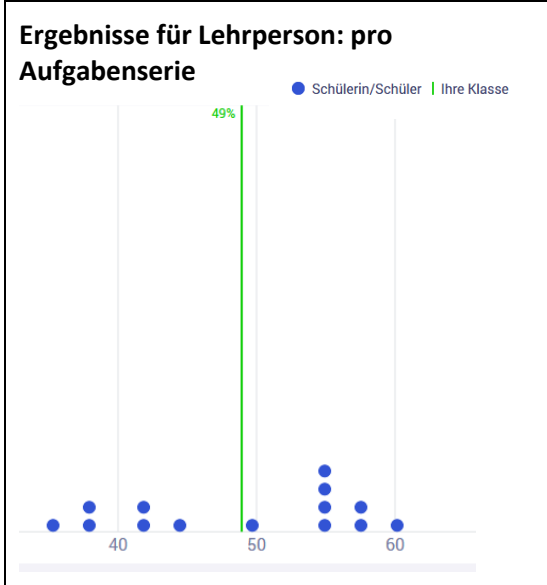 Ergebnisse für Lehrperson: pro
Aufgabenserie
Schülerin/Schüler Ihre Klasse
49%
40 50 60